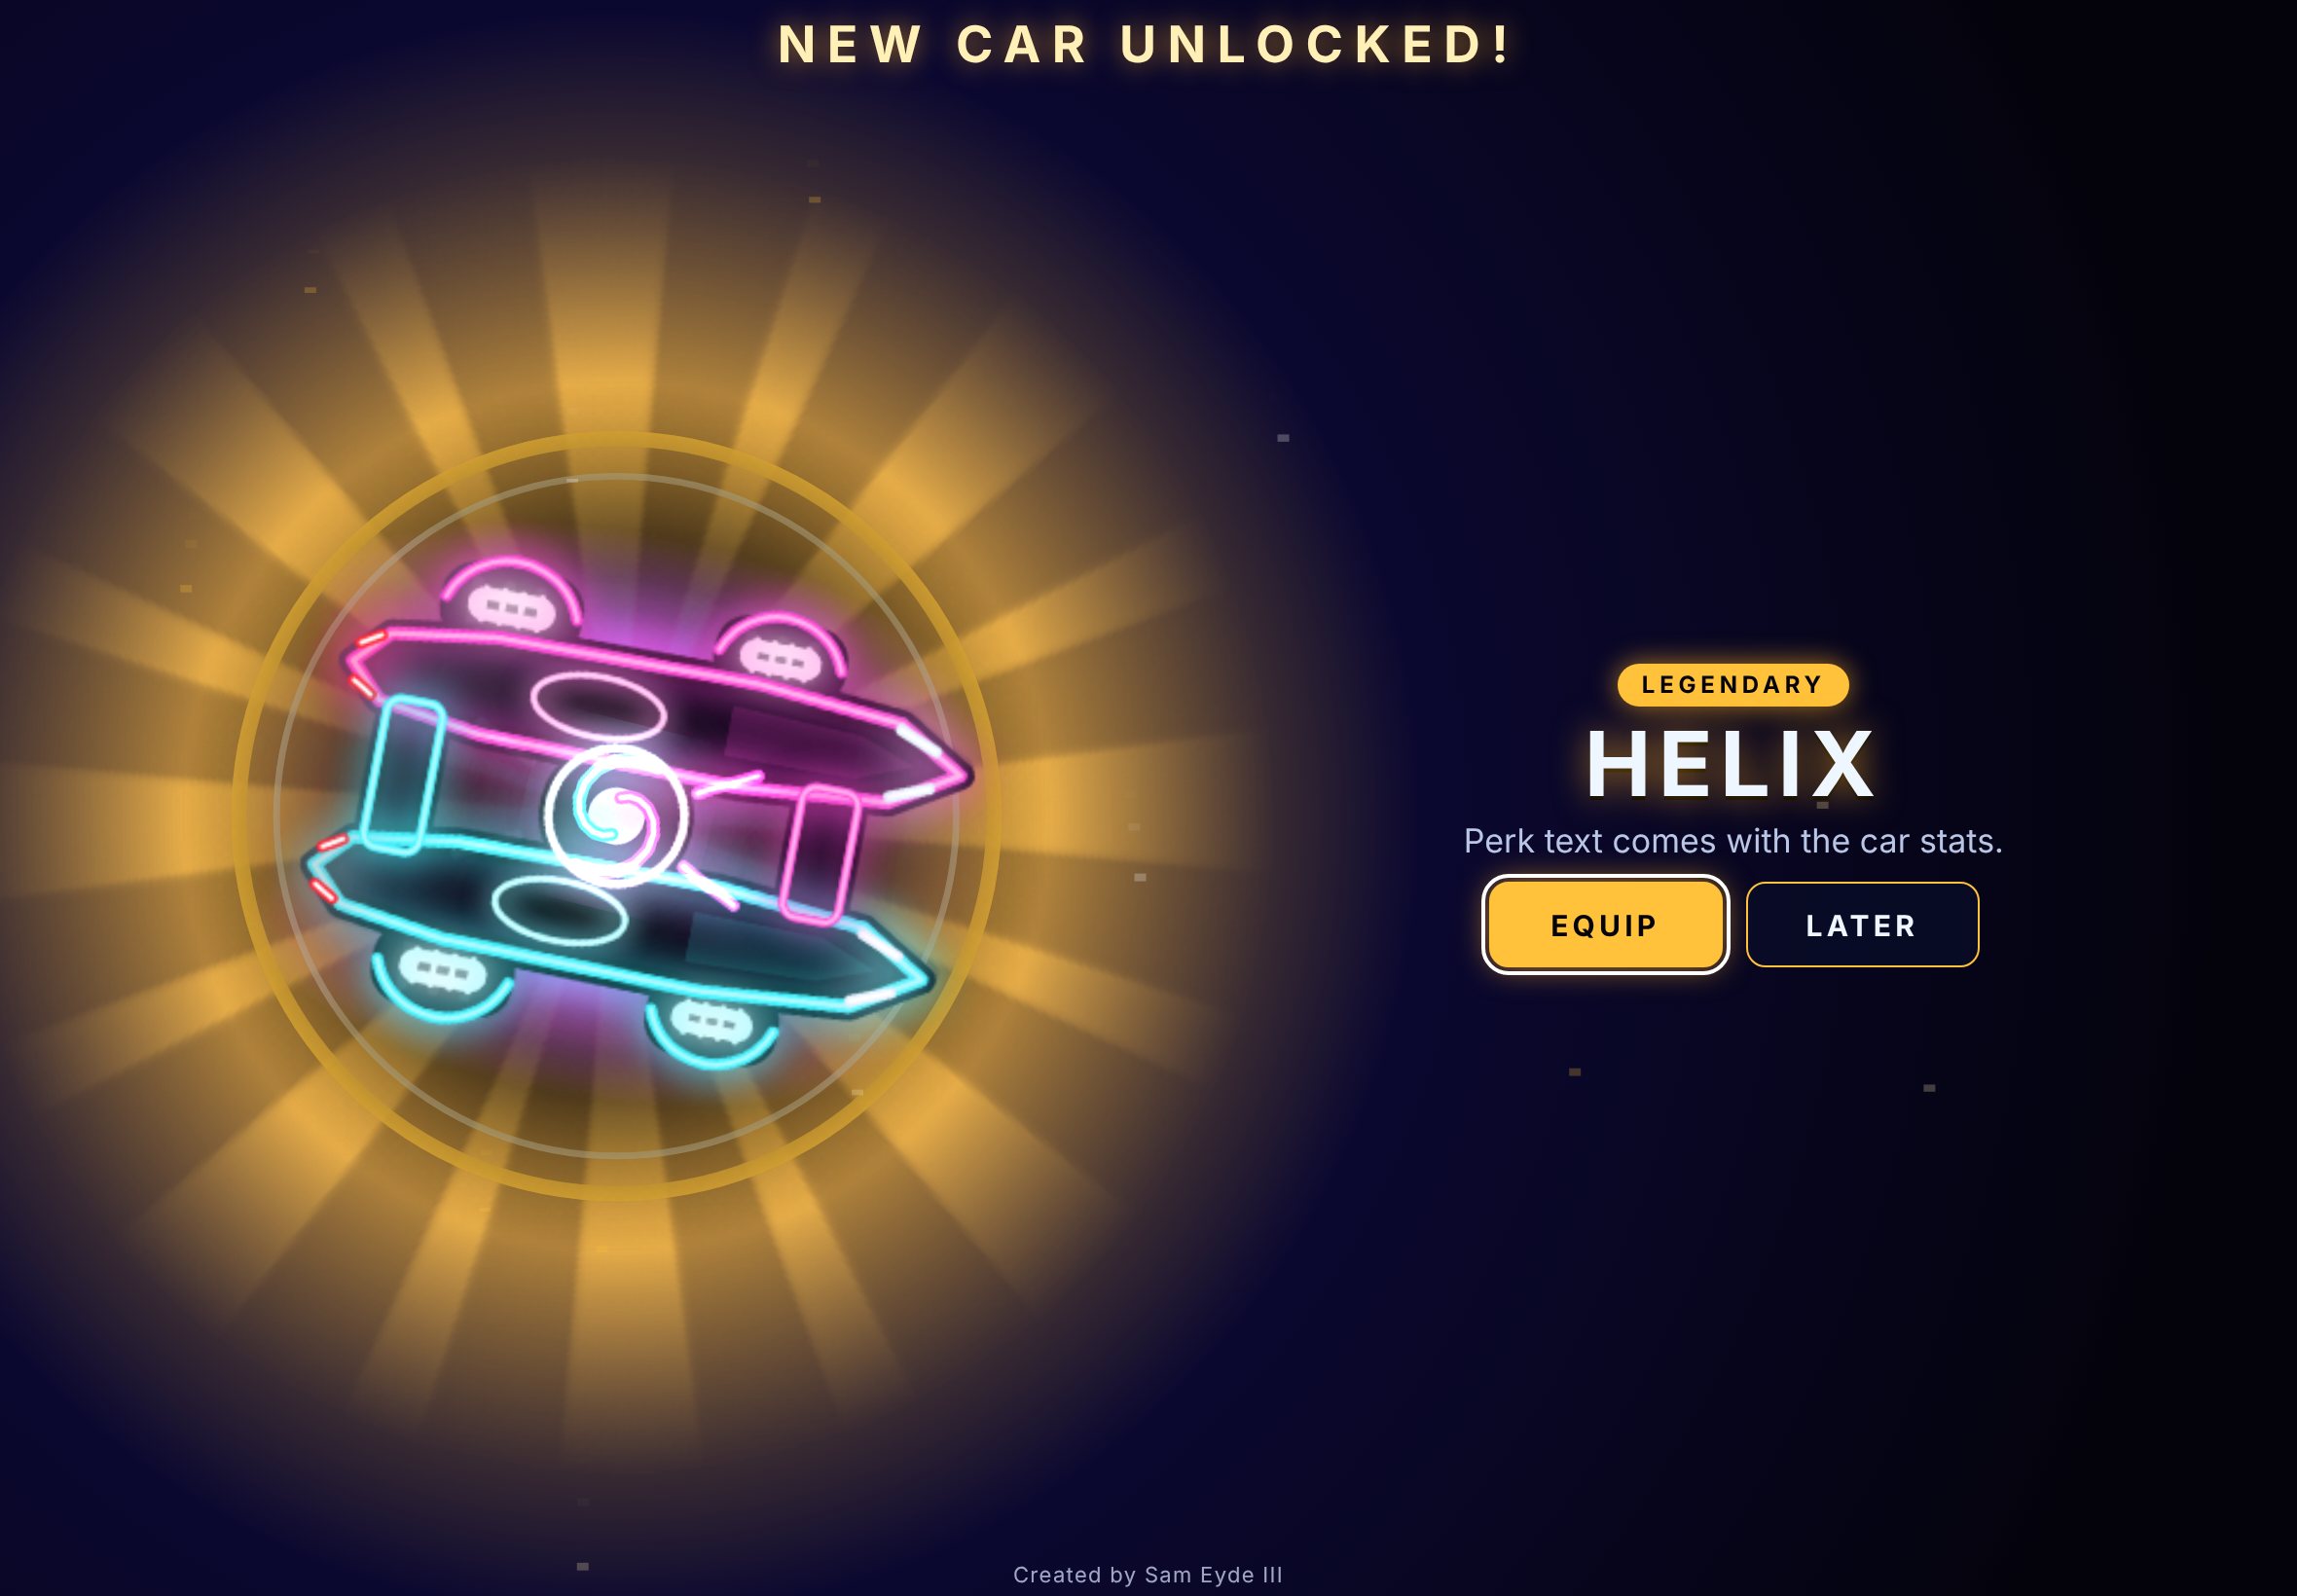 NEW CAR UNLOCKED!
LEGENDARY
HELIX
Perk text comes with the car stats.
EQUIP LATER
Created by Sam Eyde III